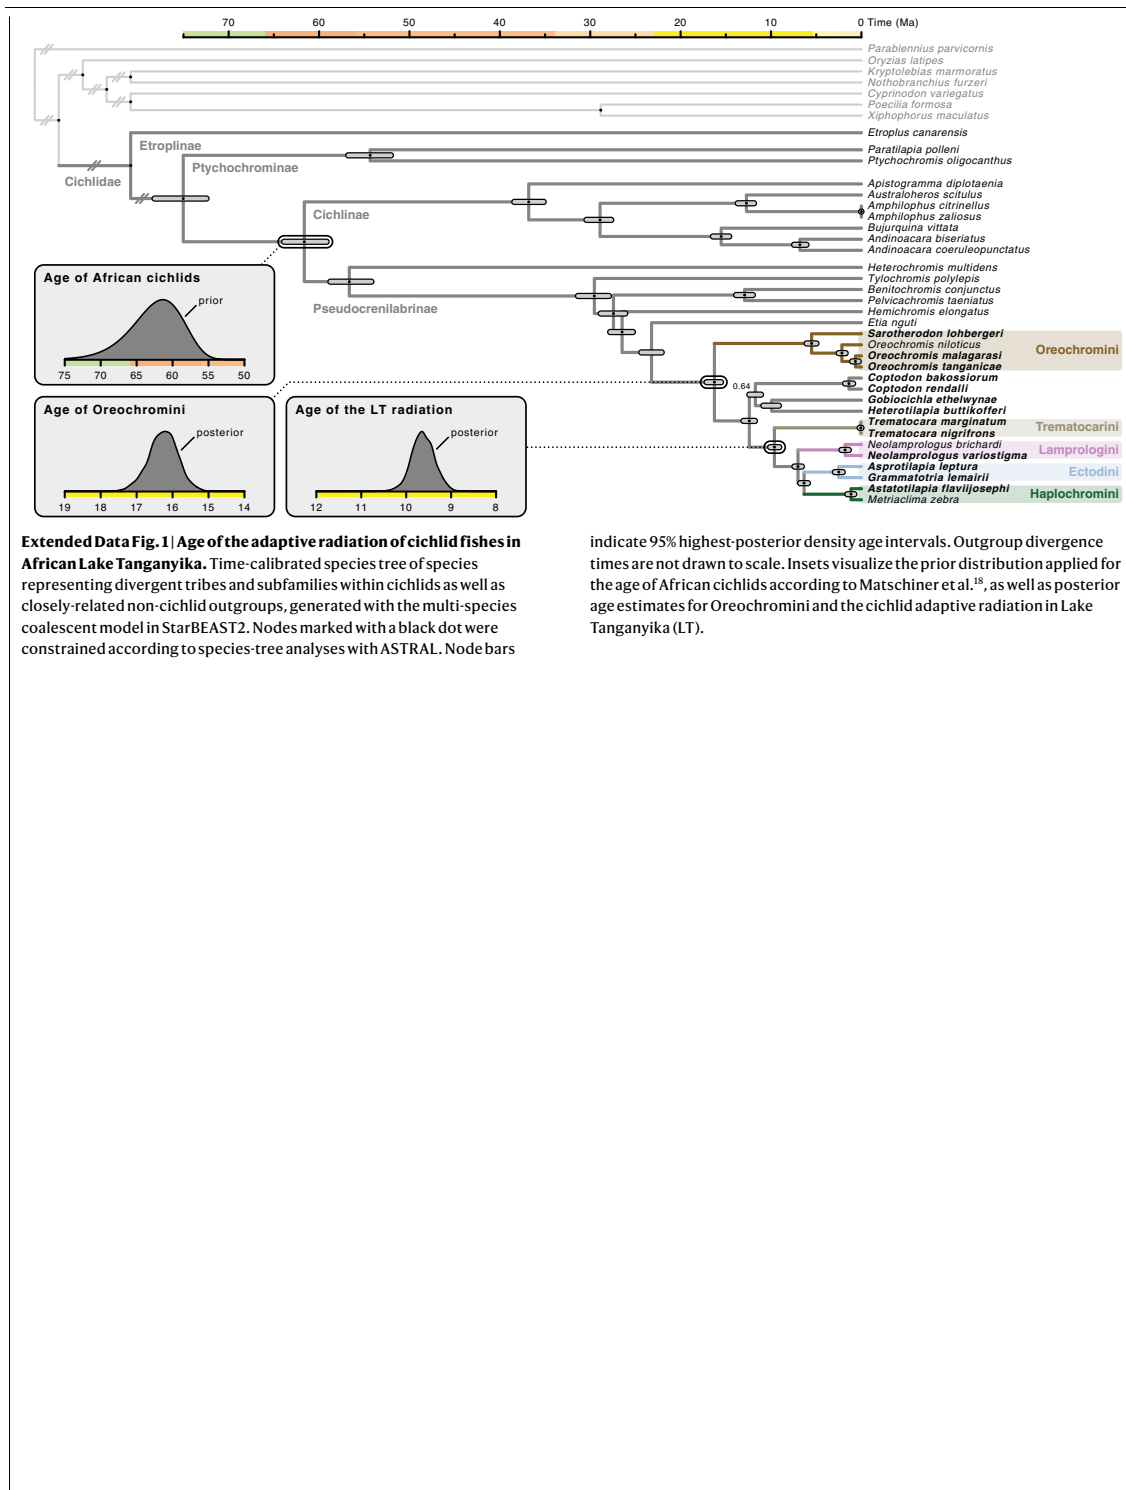 70 60 50 40 30 20 10 0 Time (Ma)
Parablennius parvicornis
Oryzias latipes
Kryptolebias marmoratus
Nothobranchius furzeri
Cyprinodon variegatus
Poecilia formosa
Xiphophorus maculatus
Etroplus canarensis
Etroplinae
Paratilapia polleni
Ptychochromis oligocanthus
Ptychochrominae
Cichlidae
Apistogramma diplotaenia
Australoheros scitulus
Amphilophus citrinellus
Cichlinae
Amphilophus zaliosus
Bujurquina vittata
Andinoacara biseriatus
Andinoacara coeruleopunctatus
Heterochromis multidens
Tylochromis polylepis
Benitochromis conjunctus
Pelvicachromis taeniatus
Pseudocrenilabrinae
Hemichromis elongatus
Etia nguti
Sarotherodon lohbergeri
Oreochromis niloticus
Oreochromini
Oreochromis malagarasi
Oreochromis tanganicae
Coptodon bakossiorum
0.64
Coptodon rendalli
Gobiocichla ethelwynae
Heterotilapia buttikofferi
Trematocara marginatum
Trematocarini
Trematocara nigrifrons
Neolamprologus brichardi
Lamprologini
Neolamprologus variostigma
Asprotilapia leptura
Ectodini
Grammatotria lemairii
Astatotilapia flaviijosephi
Haplochromini
Metriaclima zebra
Age of African cichlids
prior
75 70 65 60 55 50
Age of Oreochromini
posterior
19 18 17 16 15 14
Age of the LT radiation
posterior
12 11 10 9 8
Extended Data Fig. 1 | Age of the adaptive radiation of cichlid fishes in
African Lake Tanganyika. Time-calibrated species tree of species
representing divergent tribes and subfamilies within cichlids as well as
closely-related non-cichlid outgroups, generated with the multi-species
coalescent model in StarBEAST2. Nodes marked with a black dot were
constrained according to species-tree analyses with ASTRAL. Node bars
indicate 95% highest-posterior density age intervals. Outgroup divergence
times are not drawn to scale. Insets visualize the prior distribution applied for
the age of African cichlids according to Matschiner et al.18, as well as posterior
age estimates for Oreochromini and the cichlid adaptive radiation in Lake
Tanganyika (LT).